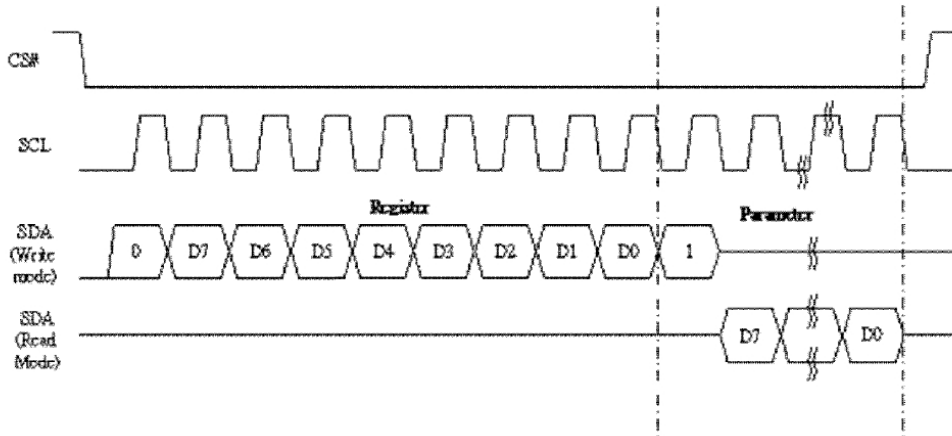 CS#
SCL
Register
Parameter
SDA
(Write
mode)
0 D7 D6 D5 D4 D3 D2 D1 D0 1
SDA
(Read
Mode)
D7 D0